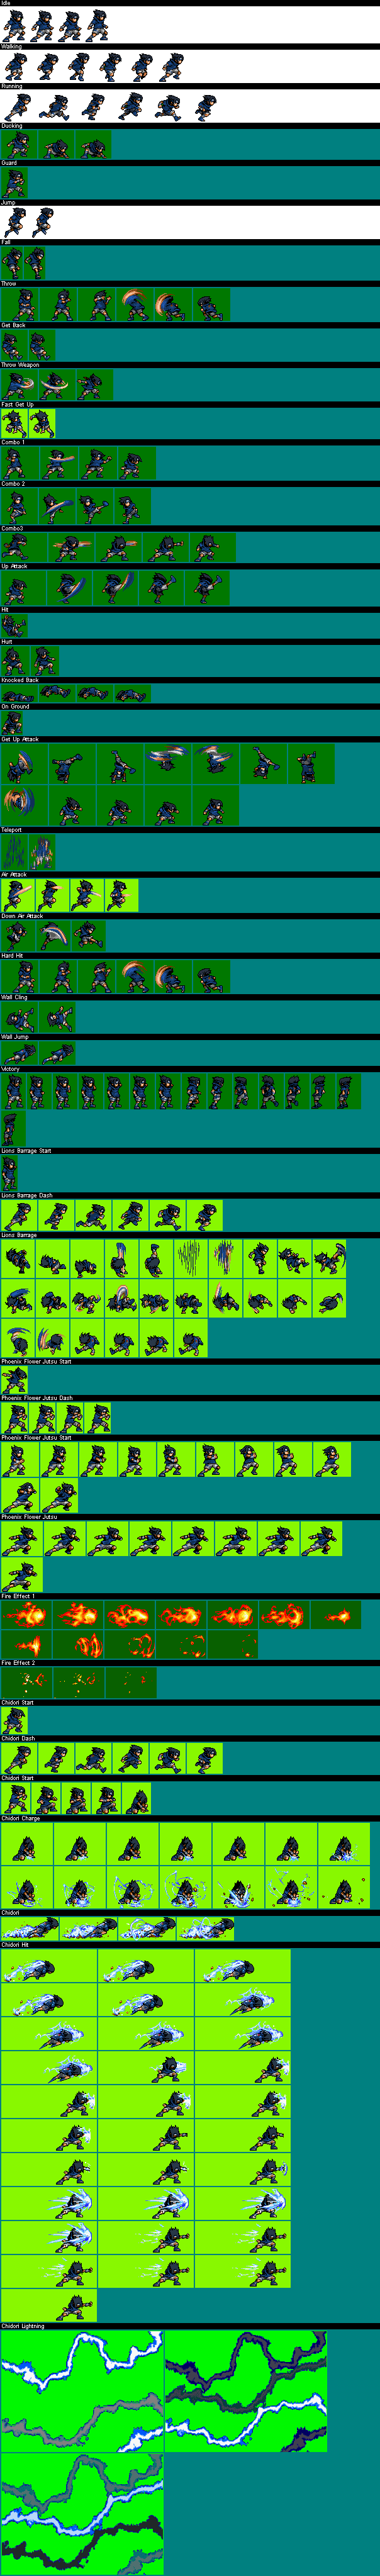 Idle
Walking
Running
Ducking
Guard
Jump
Fall
Throw
Get Back
Throw Weapon
Fast Get Up
Combo 1
Combo 2
Combo3
Up Attack
Hit
Hurt
Knocked Back
On Ground
Get Up Attack
Teleport
Air Attack
Down Air Attack
Hard Hit
Wall Cling
Wall Jump
Victory
Lions Barrage Start
Lions Barrage Dash
Lions Barrage
Phoenix Flower Jutsu Start
Phoenix Flower Jutsu Dash
Phoenix Flower Jutsu Start
Phoenix Flower Jutsu
Fire Effect 1
Fire Effect 2
Chidori Start
Chidori Dash
Chidori Start
Chidori Charge
Chidori
Chidori Hit
Chidori Lightning